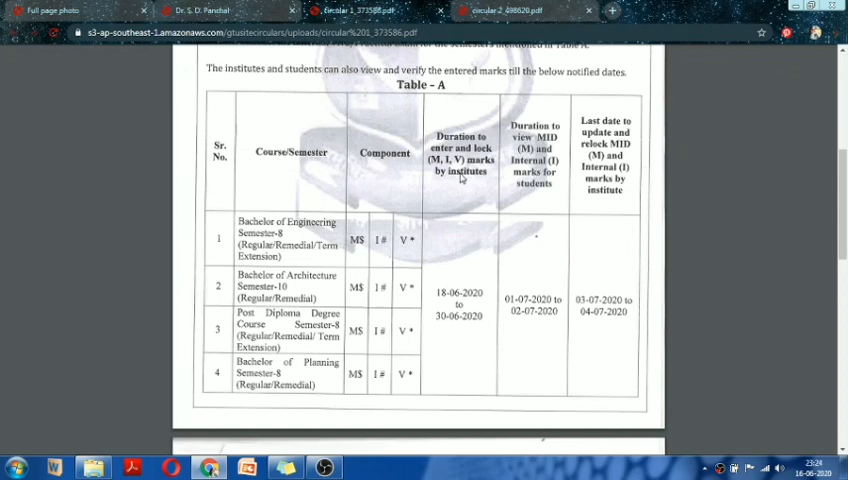 Full page photo
Dr. S. D. Panchal
circular 1_373586.pdf
circular 2_498620.pdf
s3-ap-southeast-1.amazonaws.com/gtusitecirculars/uploads/circular%201_373586.pdf
The institutes and students can also view and verify the entered marks till the below notified dates.
Table – A
Sr. No.
Course/Semester
Component
Duration to
enter and lock
(M, I, V) marks
by institutes
Duration to
view MID
(M) and
Internal (I)
marks for
students
Last date to
update and
relock MID
(M) and
Internal (I)
marks by
institute
1
Bachelor of Engineering
Semester-8
(Regular/Remedial/Term
Extension)
M$ I # V *
2
Bachelor of Architecture
Semester-10
(Regular/Remedial)
M$ I # V *
3
Post Diploma Degree
Course Semester-8
(Regular/Remedial/ Term
Extension)
M$ I # V *
4
Bachelor of Planning
Semester-8
(Regular/Remedial)
M$ I # V *
18-06-2020
to
30-06-2020
01-07-2020 to
02-07-2020
03-07-2020 to
04-07-2020
23:24
16-06-2020